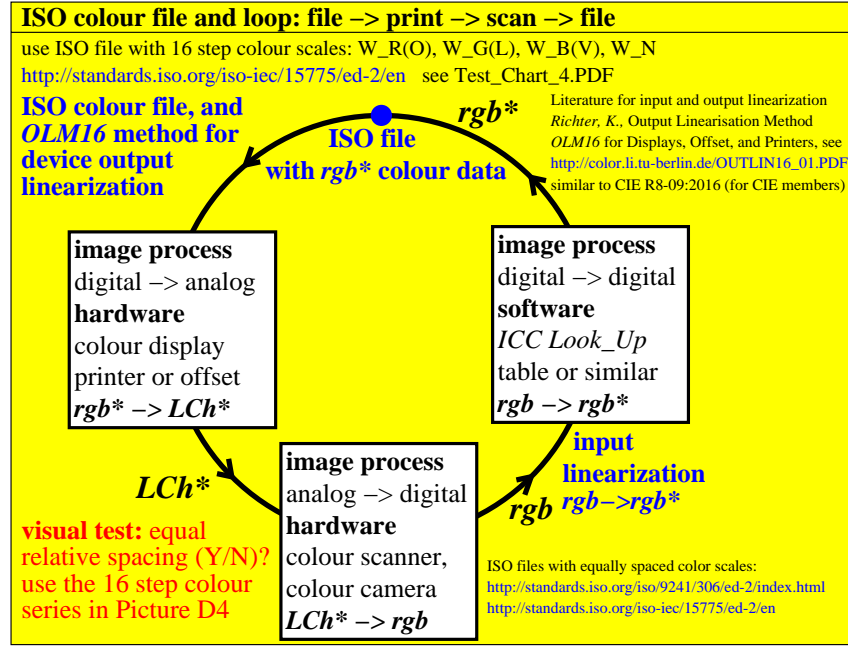 ISO colour file and loop: file −> print −> scan −> file
use ISO file with 16 step colour scales: W_R(O), W_G(L), W_B(V), W_N
http://standards.iso.org/iso-iec/15775/ed-2/en see Test_Chart_4.PDF
ISO colour file, and
OLM16 method for
device output
linearization
ISO file
with rgb* colour data
rgb*
Literature for input and output linearization
Richter, K., Output Linearisation Method
OLM16 for Displays, Offset, and Printers, see
http://color.li.tu-berlin.de/OUTLIN16_01.PDF
similar to CIE R8-09:2016 (for CIE members)
image process
digital −> analog
hardware
colour display
printer or offset
rgb* −> LCh*
image process
digital −> digital
software
ICC Look_Up
table or similar
rgb −> rgb*
LCh*
image process
analog −> digital
hardware
colour scanner,
colour camera
LCh* −> rgb
rgb
input
linearization
rgb−>rgb*
visual test: equal
relative spacing (Y/N)?
use the 16 step colour
series in Picture D4
ISO files with equally spaced color scales:
http://standards.iso.org/iso/9241/306/ed-2/index.html
http://standards.iso.org/iso-iec/15775/ed-2/en